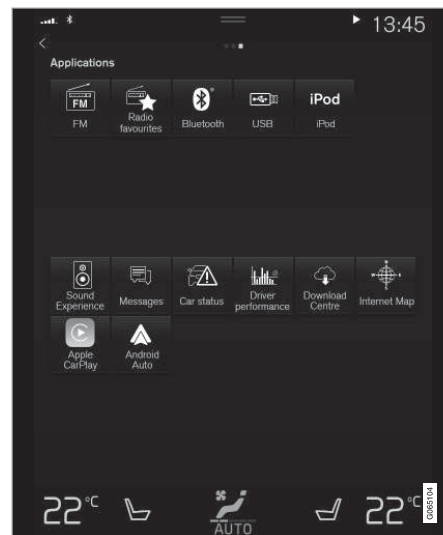 13:45
Applications
FM
iPod
FM
Radio
favourites
Bluetooth
USB
iPod
Sound
Experience
Messages
Car status
Driver
performance
Download
Centre
Internet Map
Apple
CarPlay
Android
Auto
22°C
AUTO
22°C
G065104